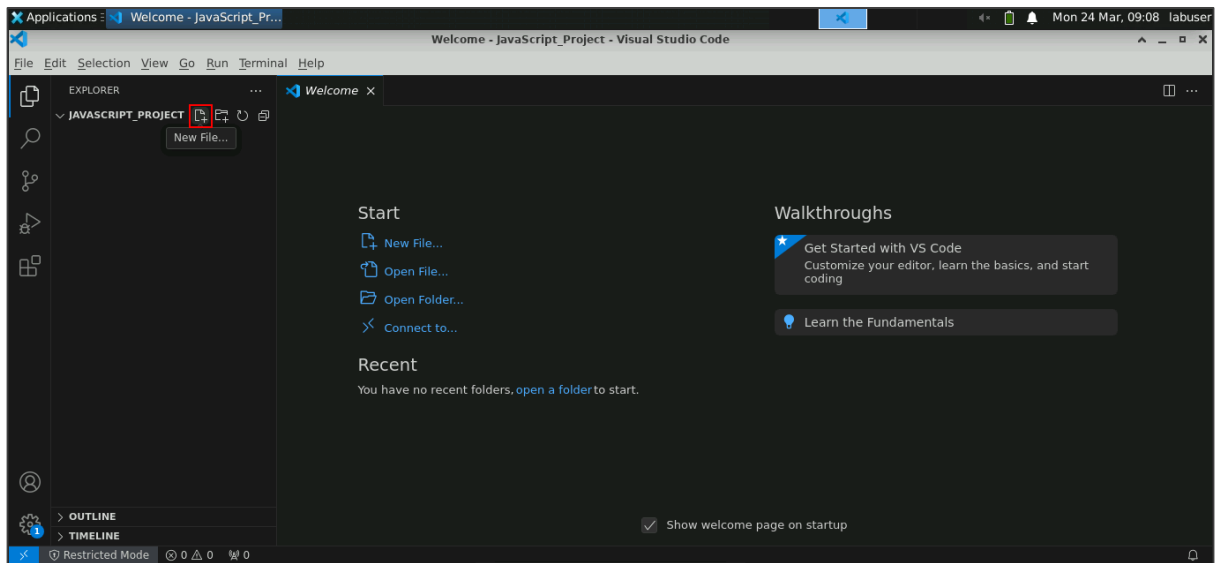 Applications Welcome - JavaScript_Pr... Mon 24 Mar, 09:08 labuser
Welcome - JavaScript_Project - Visual Studio Code
File Edit Selection View Go Run Terminal Help
EXPLORER ...
Welcome
JAVASCRIPT_PROJECT
New File...
Start
New File...
Open File...
Open Folder...
Connect to...
Recent
You have no recent folders, open a folder to start.
Walkthroughs
Get Started with VS Code
Customize your editor, learn the basics, and start
coding
Learn the Fundamentals
OUTLINE
TIMELINE
1
Show welcome page on startup
Restricted Mode 0 0 0